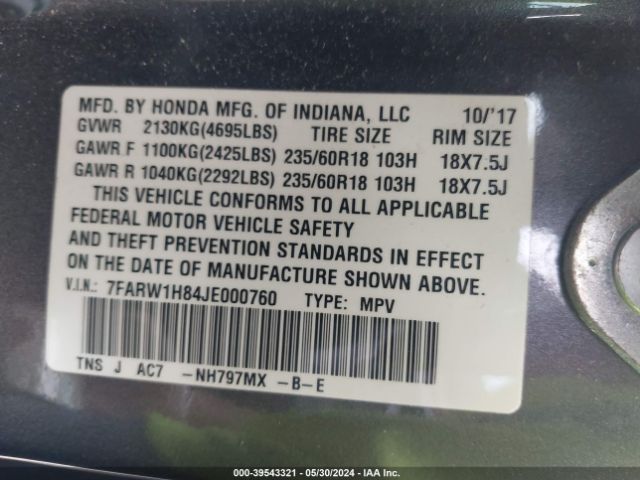 MFD. BY HONDA MFG. OF INDIANA, LLC 10/'17
GVWR 2130KG(4695LBS) TIRE SIZE RIM SIZE
GAWR F 1100KG(2425LBS) 235/60R18 103H 18X7.5J
GAWR R 1040KG(2292LBS) 235/60R18 103H 18X7.5J
THIS VEHICLE CONFORMS TO ALL APPLICABLE
FEDERAL MOTOR VEHICLE SAFETY
AND THEFT PREVENTION STANDARDS IN EFFECT
ON THE DATE OF MANUFACTURE SHOWN ABOVE.
V.I.N.: 7FARW1H84JE000760 TYPE: MPV
TNS J AC7 -NH797MX -B-E
000-39543321 | 05/30/2024 - IAA Inc.